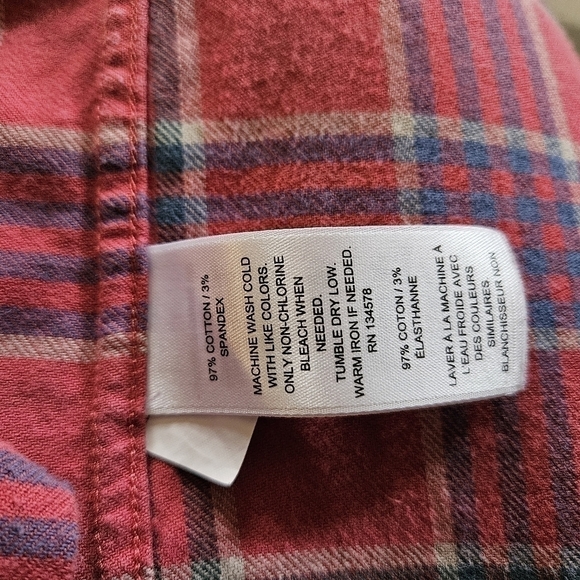 97% COTTON / 3%
SPANDEX
MACHINE WASH COLD
WITH LIKE COLORS.
ONLY NON-CHLORINE
BLEACH WHEN
NEEDED.
TUMBLE DRY LOW.
WARM IRON IF NEEDED.
RN 134578
97% COTON / 3%
ÉLASTHANNE
LAVER À LA MACHINE À
L'EAU FROIDE AVEC
DES COULEURS
SIMILAIRES.
BLANCHISSEUR NON